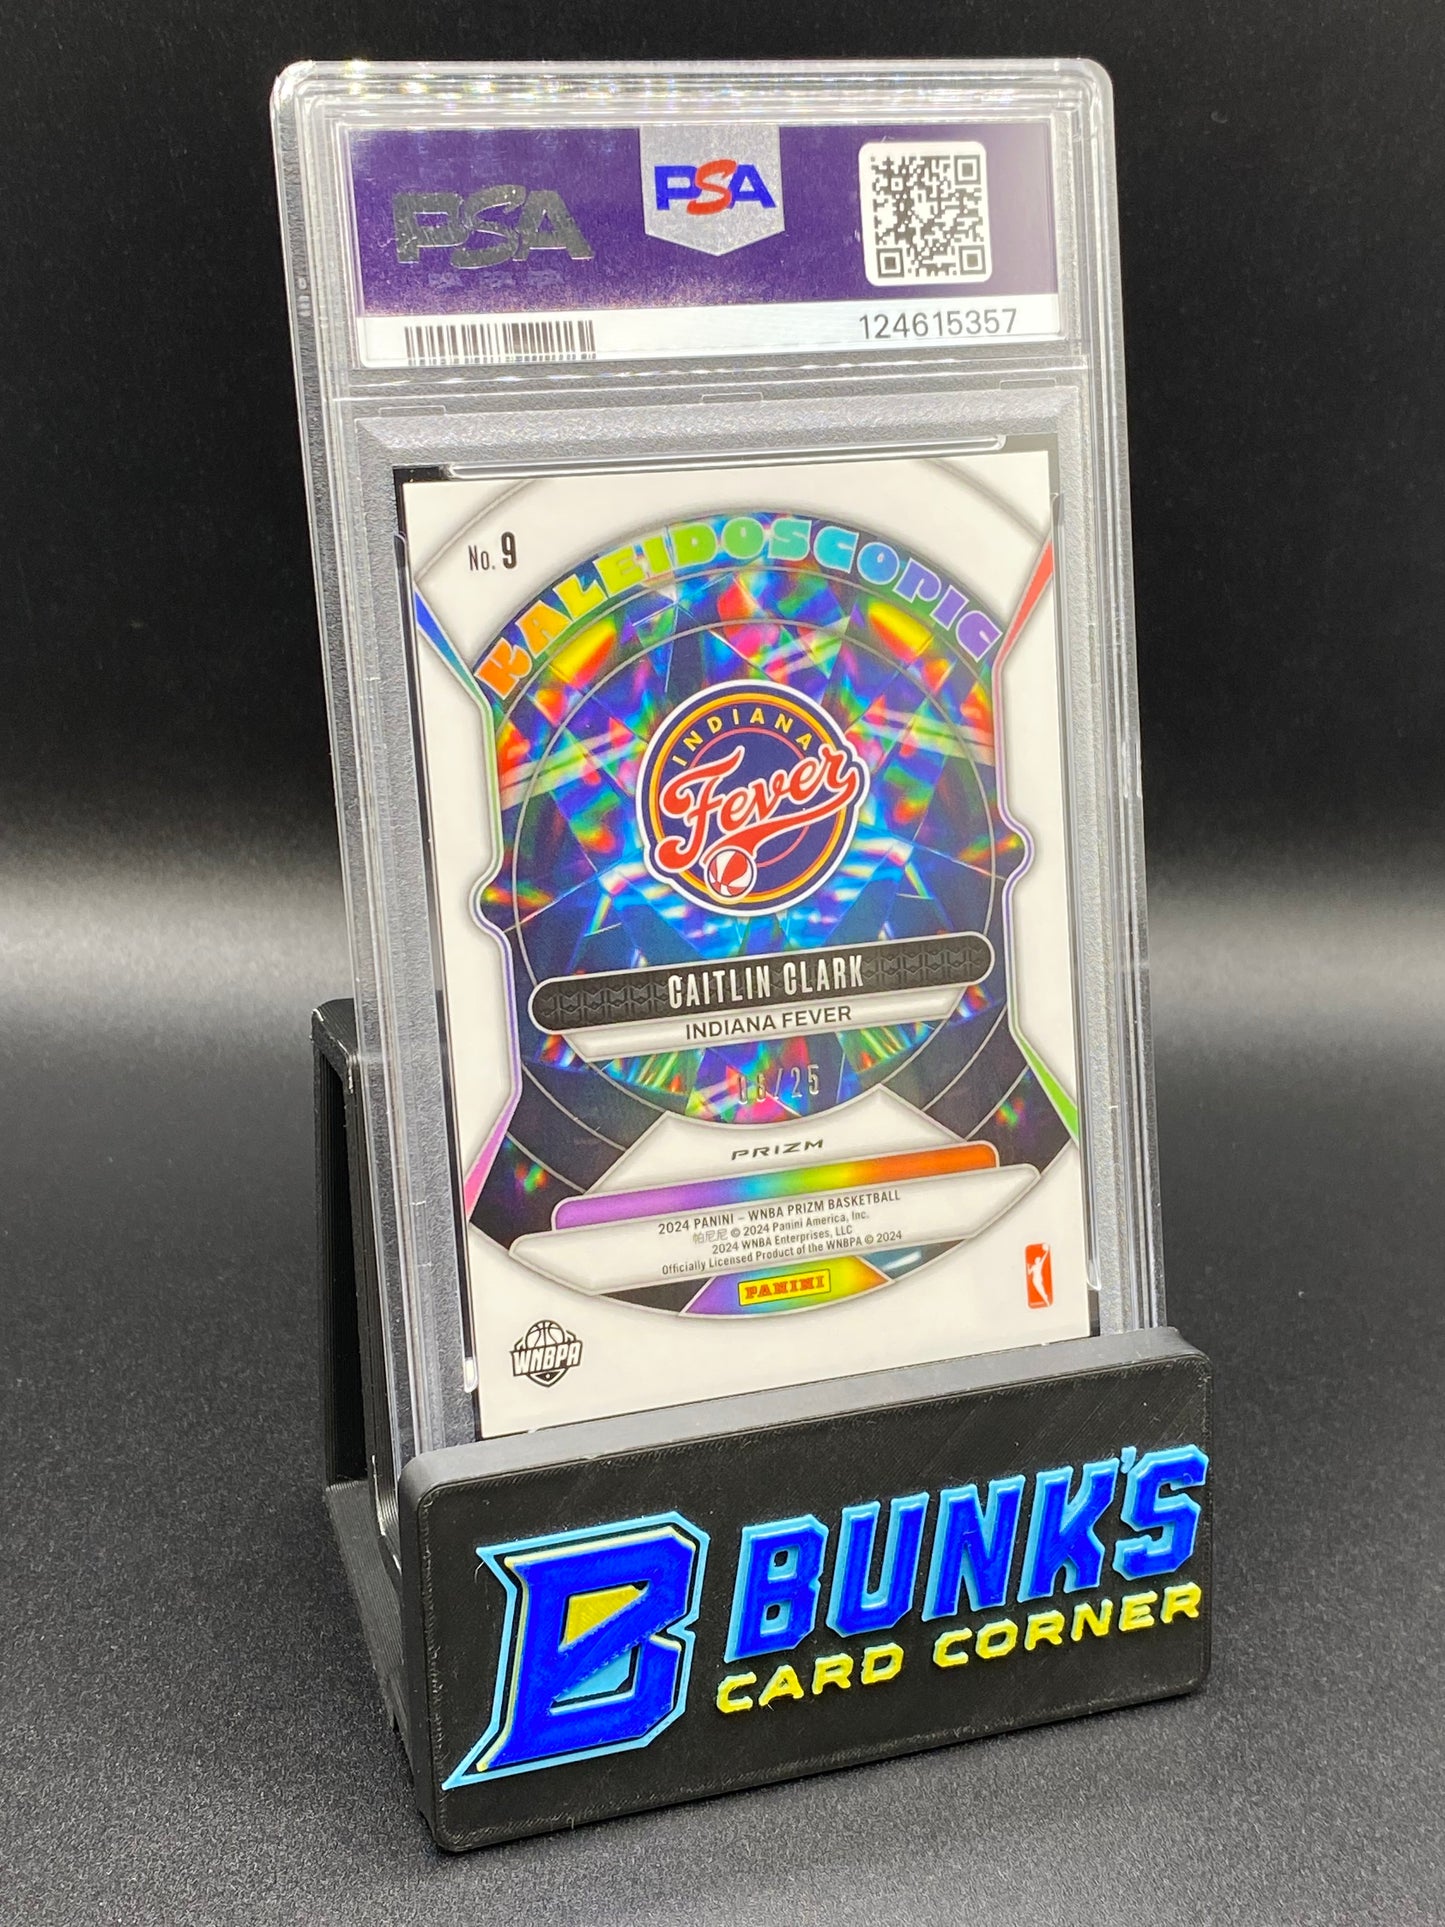 PSA
PSA
124615357
No. 9
KALEIDOSCOPIC
INDIANA
Fever
CAITLIN CLARK
INDIANA FEVER
/25
PRIZM
2024 PANINI – WNBA PRIZM BASKETBALL
帕尼尼 © 2024 Panini America, Inc.
2024 WNBA Enterprises, LLC
Officially Licensed Product of the WNBPA © 2024
PANINI
WNBPA
B BUNK'S
CARD CORNER